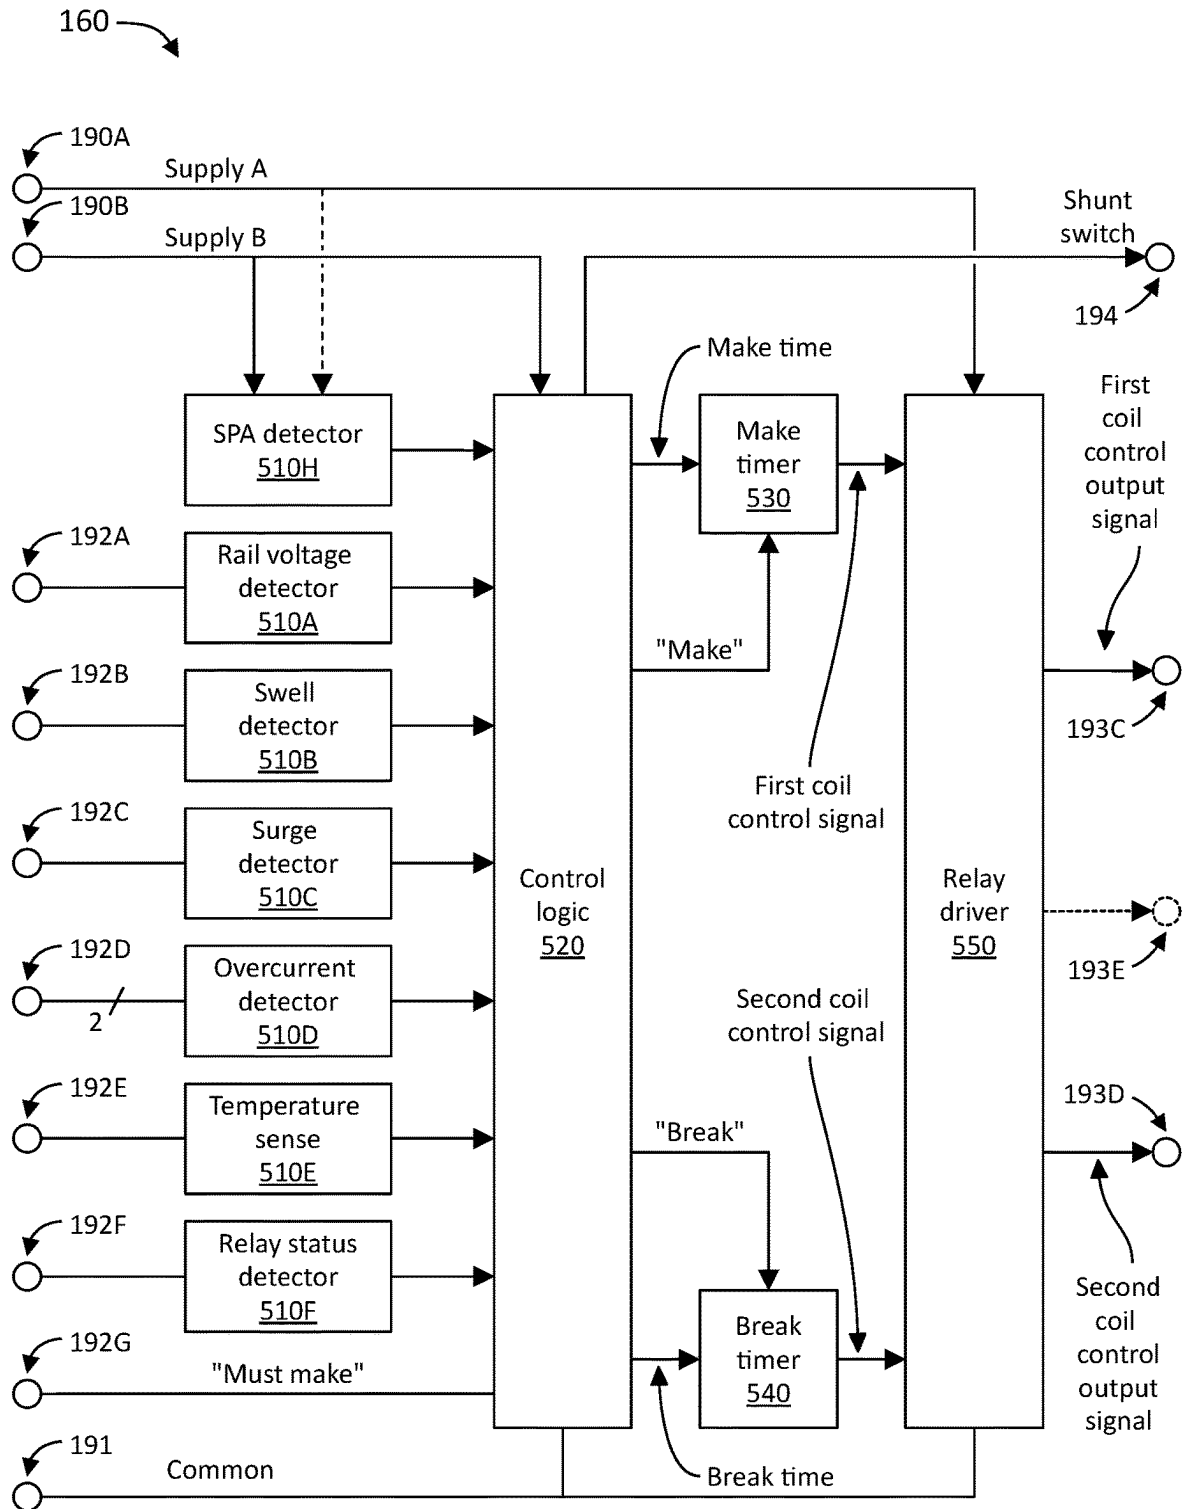 160
190A
Supply A
190B
Supply B
Shunt
switch
194
Make time
First
coil
control
output
signal
SPA detector
510H
Make
timer
530
192A
Rail voltage
detector
510A
"Make"
192B
Swell
detector
510B
193C
First coil
control signal
192C
Surge
detector
510C
Control
logic
520
Relay
driver
550
192D
2
Overcurrent
detector
510D
193E
Second coil
control signal
192E
Temperature
sense
510E
193D
"Break"
192F
Relay status
detector
510F
Second
coil
control
output
signal
Break
timer
540
192G
"Must make"
191
Common
Break time